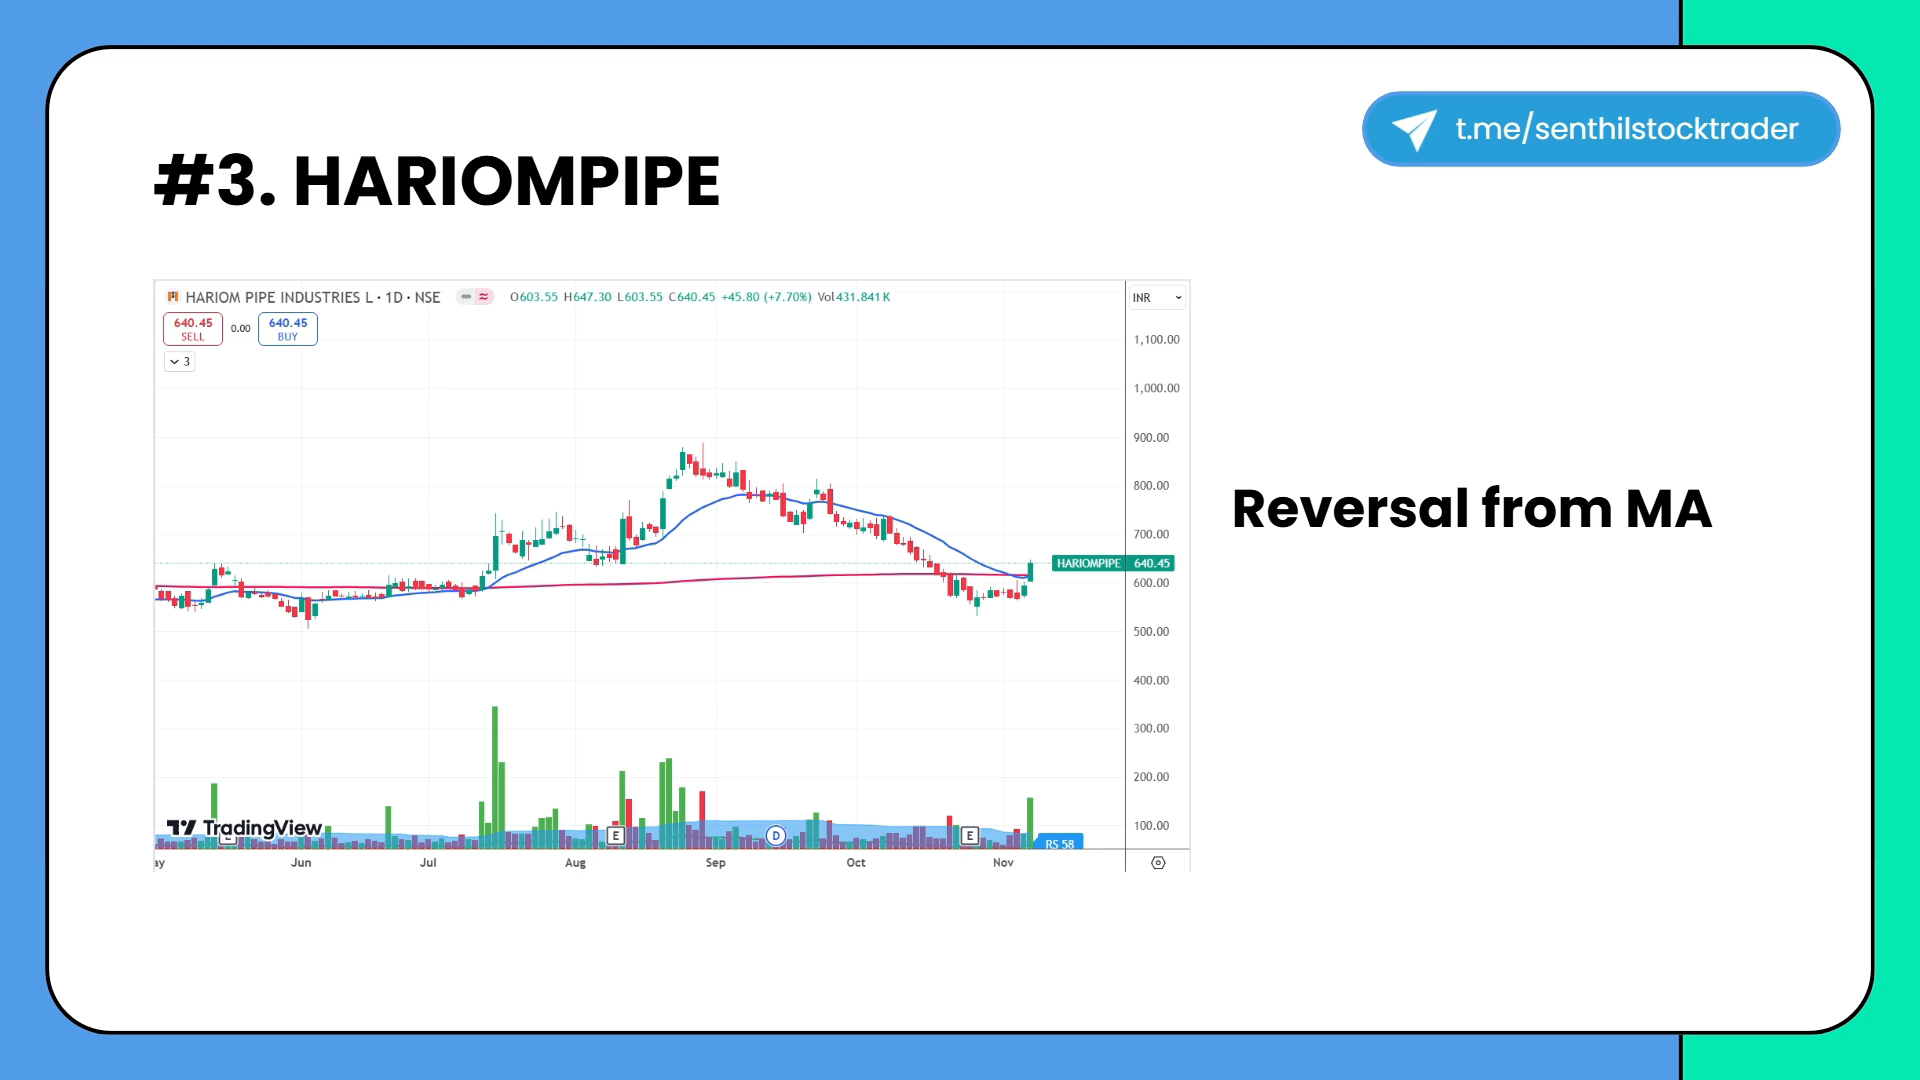 t.me/senthilstocktrader
#3. HARIOMPIPE
HARIOM PIPE INDUSTRIES L · 1D · NSE O603.55 H647.30 L603.55 C640.45 +45.80 (+7.70%) Vol431.841K INR
640.45 0.00 640.45
SELL BUY
3
1,100.00
1,000.00
900.00
800.00
Reversal from MA
700.00
HARIOMPIPE 640.45
600.00
500.00
400.00
300.00
200.00
100.00
TradingView
E E D E
RS 58
ay Jun Jul Aug Sep Oct Nov